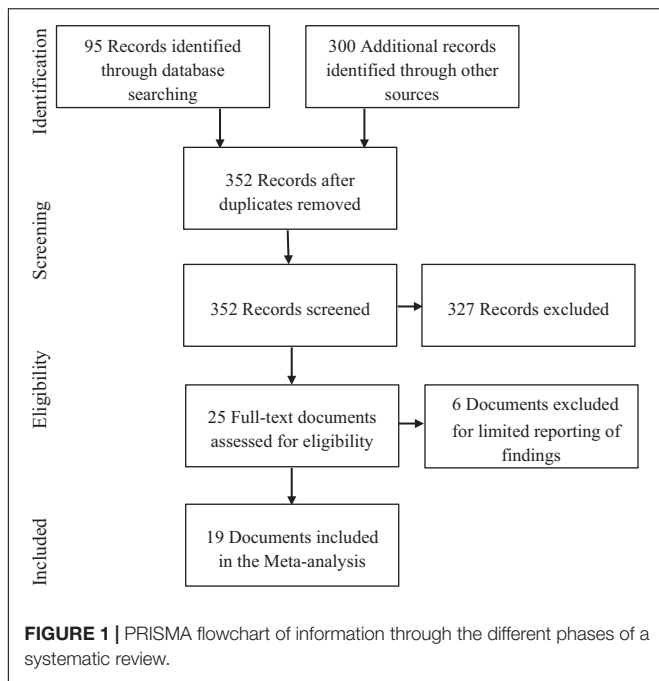 Identification
95 Records identified
through database
searching
300 Additional records
identified through other
sources
Screening
352 Records after
duplicates removed
352 Records screened
327 Records excluded
Eligibility
25 Full-text documents
assessed for eligibility
6 Documents excluded
for limited reporting of
findings
Included
19 Documents included
in the Meta-analysis
FIGURE 1 | PRISMA flowchart of information through the different phases of a
systematic review.